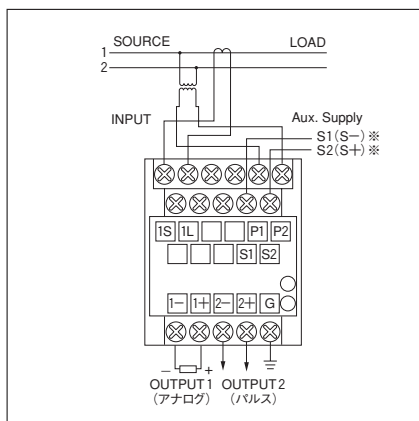 SOURCE LOAD
1
2
INPUT Aux. Supply
S1(S−)※
S2(S+)※
1S 1L P1 P2
S1 S2
1− 1+ 2− 2+ G
− +
OUTPUT1 OUTPUT2
(アナログ) (パルス)